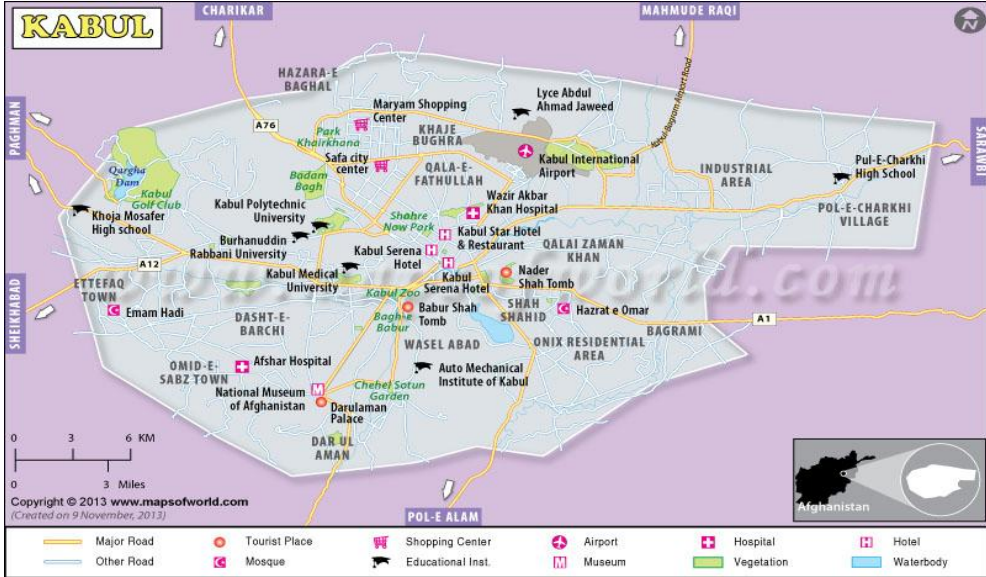 KABUL
CHARIKAR
MAHMUDE RAQI
PAGHMAN
SARAWBI
SHEIKHABAD
POL-E ALAM
HAZARA-E
BAGHAL
A76
Maryam Shopping
Center
Park
Khairkhana
KHAJE
BUGHRA
Lyce Abdul
Ahmad Jaweed
Kabul-Bagram Airport Road
Safa city
center
Badam
Bagh
QALA-E-
FATHULLAH
Kabul International
Airport
INDUSTRIAL
AREA
Pul-E-Charkhi
High School
POL-E-CHARKHI
VILLAGE
Qargha
Dam
Kabul
Golf Club
Khoja Mosafer
High school
Kabul Polytechnic
University
Shahre
Naw Park
Wazir Akbar
Khan Hospital
Burhanuddin
Rabbani University
Kabul Star Hotel
& Restaurant
Kabul Serena
Hotel
QALAI ZAMAN
KHAN
A12
Kabul Medical
University
Kabul
Serena Hotel
Nader
Shah Tomb
ETTEFAQ
TOWN
Emam Hadi
DASHT-E-
BARCHI
Kabul Zoo
Bagh-e
Babur
Babur Shah
Tomb
SHAH
SHAHID
Hazrat e Omar
A1
BAGRAMI
WASEL ABAD
ONIX RESIDENTIAL
AREA
OMID-E-
SABZ TOWN
Afshar Hospital
Auto Mechanical
Institute of Kabul
National Museum
of Afghanistan
Chehel Sotun
Garden
Darulaman
Palace
DAR UL
AMAN
0 3 6 KM
0 3 Miles
Copyright © 2013 www.mapsofworld.com
(Created on 9 November, 2013)
Afghanistan
Major Road
Tourist Place
Shopping Center
Airport
Hospital
Hotel
Other Road
Mosque
Educational Inst.
Museum
Vegetation
Waterbody